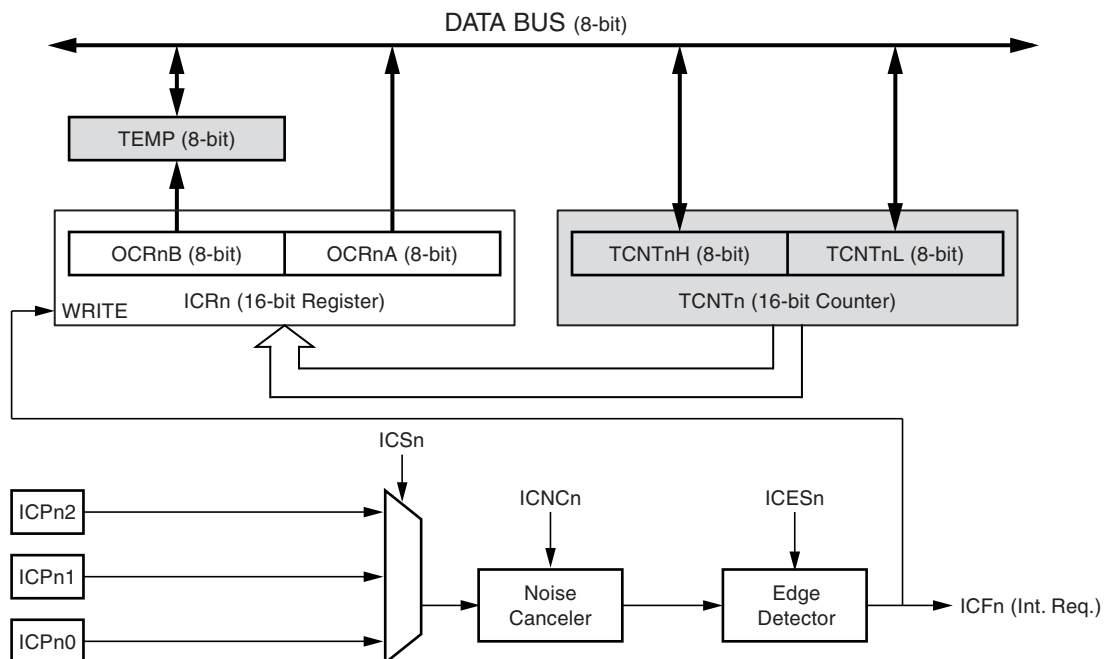 DATA BUS (8-bit)
TEMP (8-bit)
OCRnB (8-bit) OCRnA (8-bit) TCNTnH (8-bit) TCNTnL (8-bit)
WRITE ICRn (16-bit Register) TCNTn (16-bit Counter)
ICSn
ICPn2 ICNCn ICESn
ICPn1
Noise
Canceler
Edge
Detector
ICFn (Int. Req.)
ICPn0